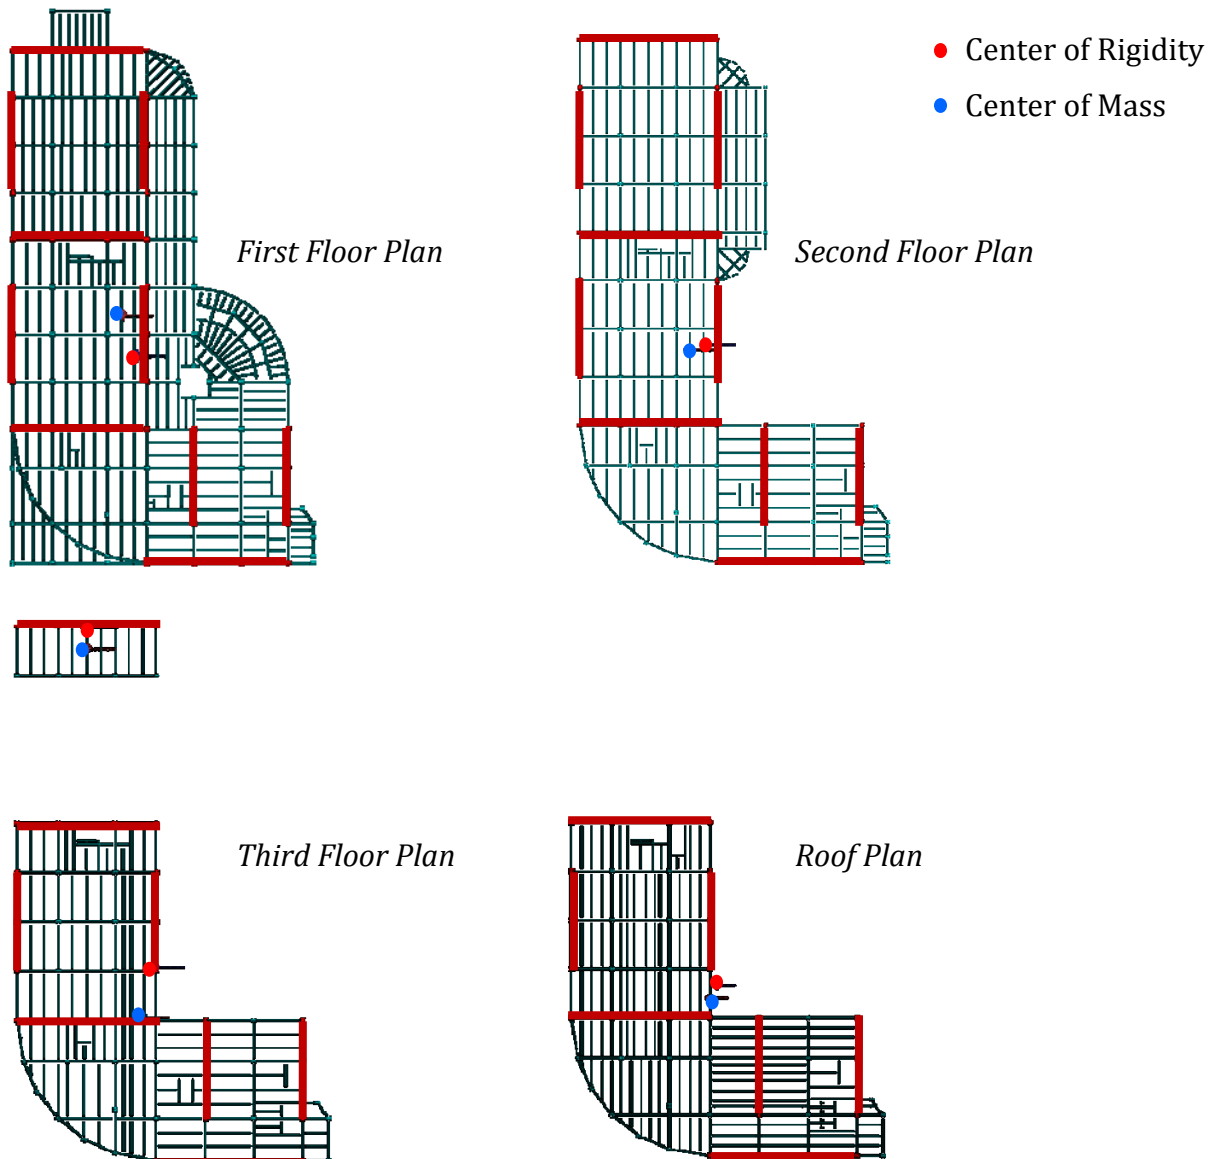 Center of Rigidity
Center of Mass
First Floor Plan
Second Floor Plan
Third Floor Plan
Roof Plan